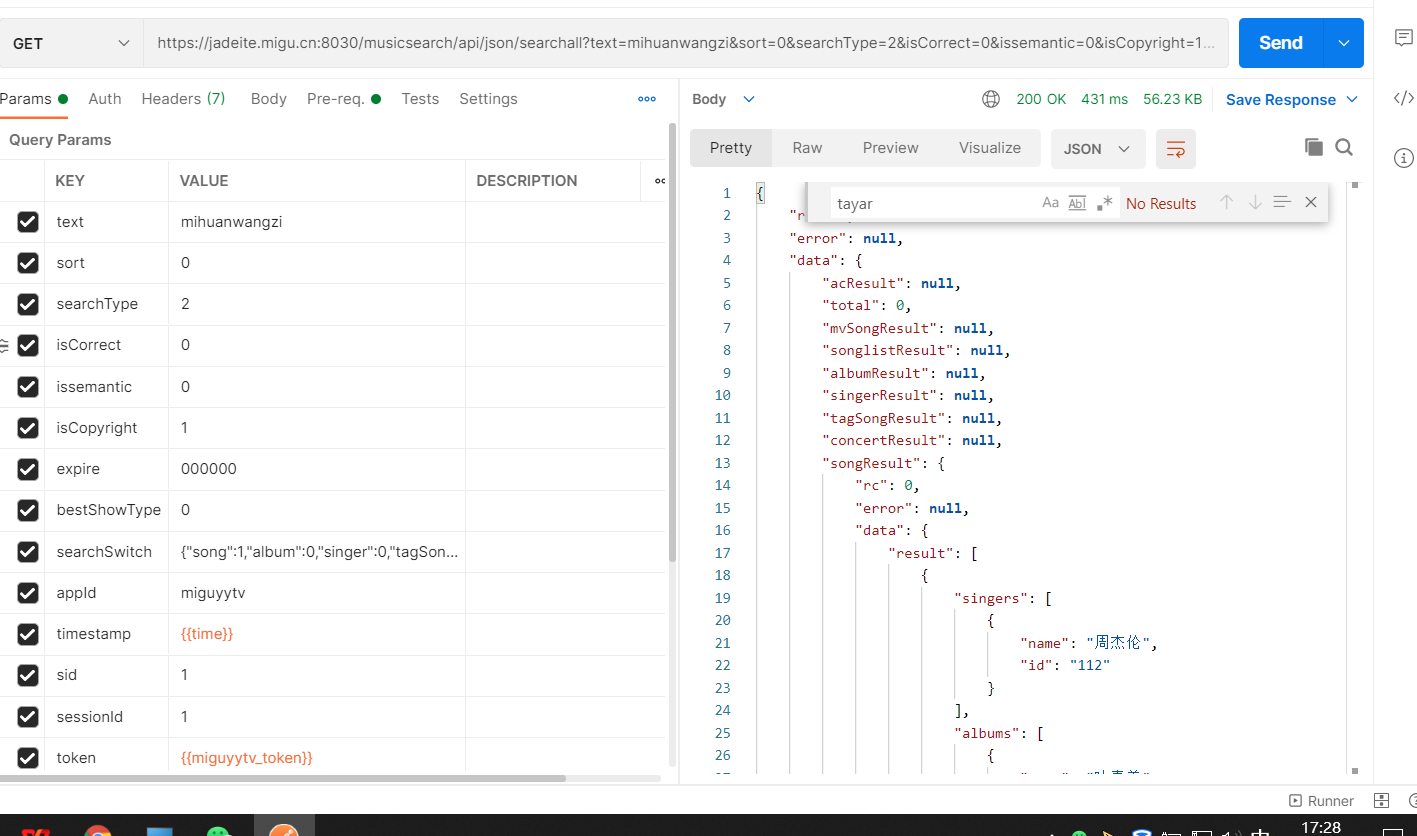 GET https://jadeite.migu.cn:8030/musicsearch/api/json/searchall?text=mihuanwangzi&sort=0&searchType=2&isCorrect=0&issemantic=0&isCopyright=1... Send
Params Auth Headers (7) Body Pre-req. Tests Settings
Query Params
KEY VALUE DESCRIPTION
text mihuanwangzi
sort 0
searchType 2
isCorrect 0
issemantic 0
isCopyright 1
expire 000000
bestShowType 0
searchSwitch {"song":1,"album":0,"singer":0,"tagSon...
appId miguyytv
timestamp {{time}}
sid 1
sessionId 1
token {{miguyytv_token}}
Body 200 OK 431 ms 56.23 KB Save Response
Pretty Raw Preview Visualize JSON
tayar Aa Abl .* No Results
1 {
2
3 "error": null,
4 "data": {
5 "acResult": null,
6 "total": 0,
7 "mvSongResult": null,
8 "songlistResult": null,
9 "albumResult": null,
10 "singerResult": null,
11 "tagSongResult": null,
12 "concertResult": null,
13 "songResult": {
14 "rc": 0,
15 "error": null,
16 "data": {
17 "result": [
18 {
19 "singers": [
20 {
21 "name": "周杰伦",
22 "id": "112"
23 }
24 ],
25 "albums": [
26 {
Runner
中 17:28